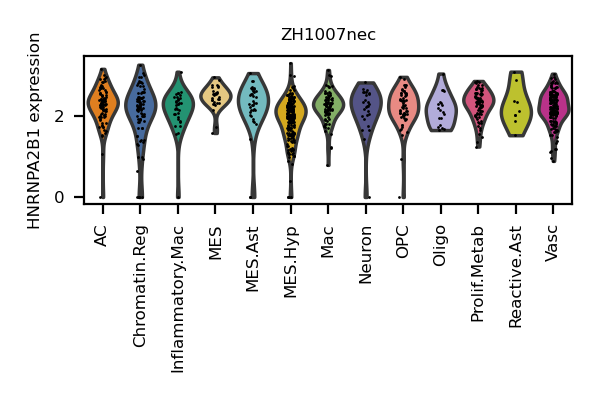 ZH1007nec
HNRNPA2B1 expression
2
0
AC
Chromatin.Reg
Inflammatory.Mac
MES
MES.Ast
MES.Hyp
Mac
Neuron
OPC
Oligo
Prolif.Metab
Reactive.Ast
Vasc